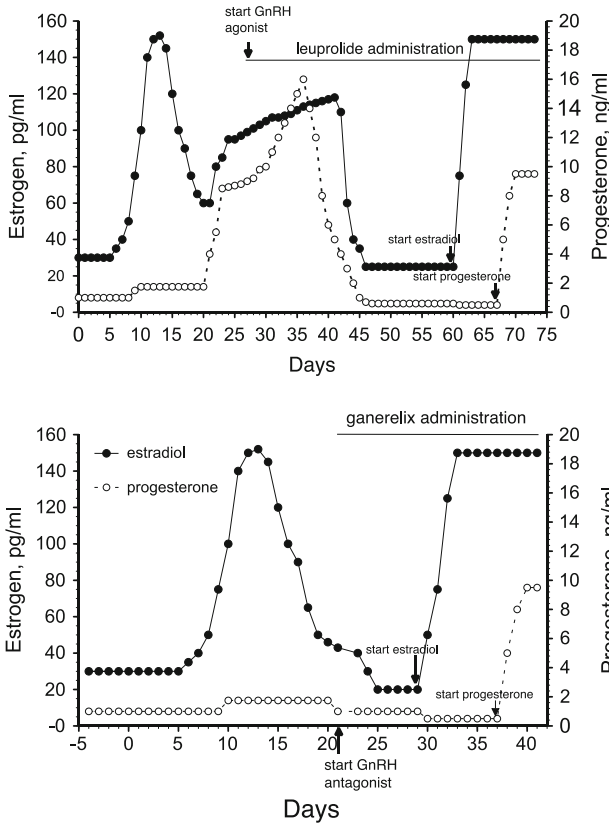 start GnRH
agonist
leuprolide administration
160
140
120
100
80
60
40
20
-0
Estrogen, pg/ml
20
18
16
14
12
10
8
6
4
2
0
Progesterone, ng/ml
start estradiol
start progesterone
0 5 10 15 20 25 30 35 40 45 50 55 60 65 70 75
Days
ganerelix administration
160
140
120
100
80
60
40
20
-0
Estrogen, pg/ml
estradiol
progesterone
20
18
16
14
12
10
8
6
4
2
0
Progesterone, ng/ml
start estradiol
start progesterone
-5 0 5 10 15 20 25 30 35 40
start GnRH
antagonist
Days